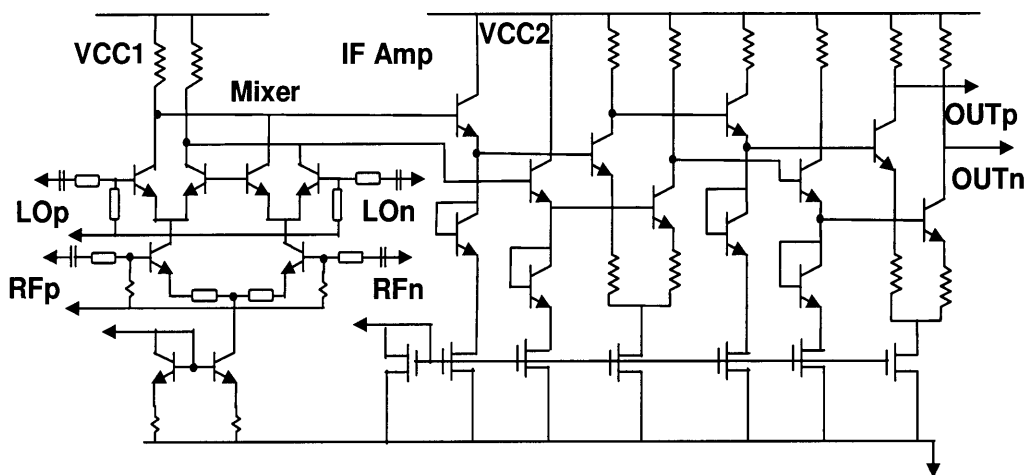 VCC1
IF Amp
VCC2
Mixer
OUTp
OUTn
LOp
LOn
RFp
RFn